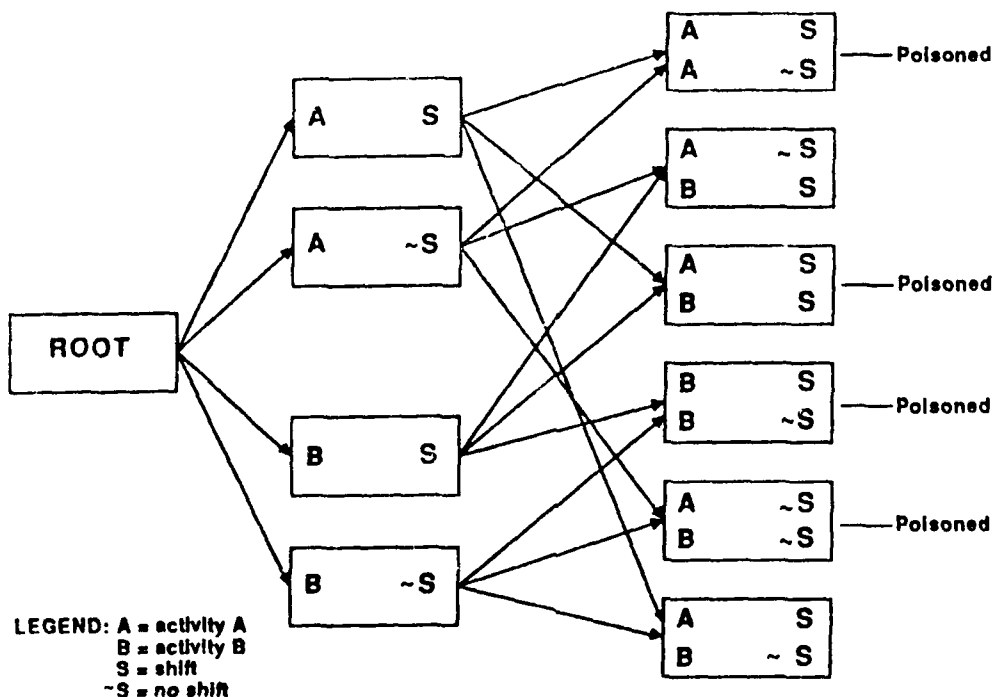 A S
A ~S
Poisoned
A S
A ~S
B S
A ~S
A S
B S
Poisoned
ROOT
B S
B ~S
Poisoned
B S
A ~S
B ~S
Poisoned
B ~S
A S
B ~S
LEGEND: A = activity A
B = activity B
S = shift
~S = no shift